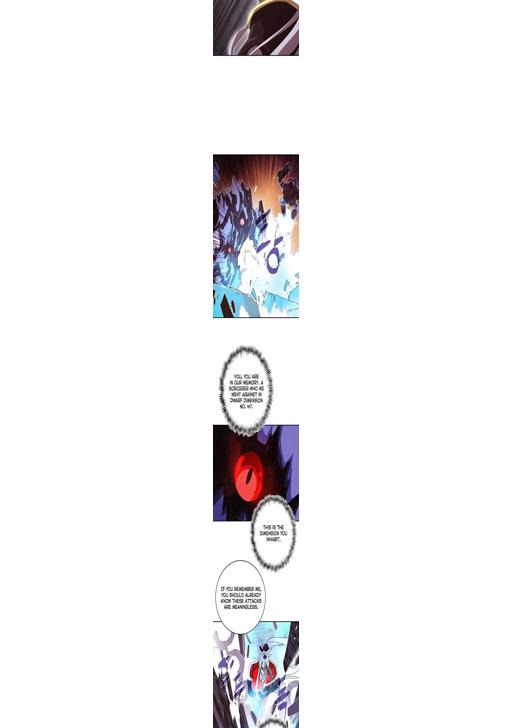 YOU, YOU ARE
IN OUR MEMORY. A
SORCERER WHO WE
WENT AGAINST IN
DWARF DIMENSION
NO. 47.
THIS IS THE
DIMENSION YOU
INHABIT.
IF YOU REMEMBER ME,
YOU SHOULD ALREADY
KNOW THESE ATTACKS
ARE MEANINGLESS.